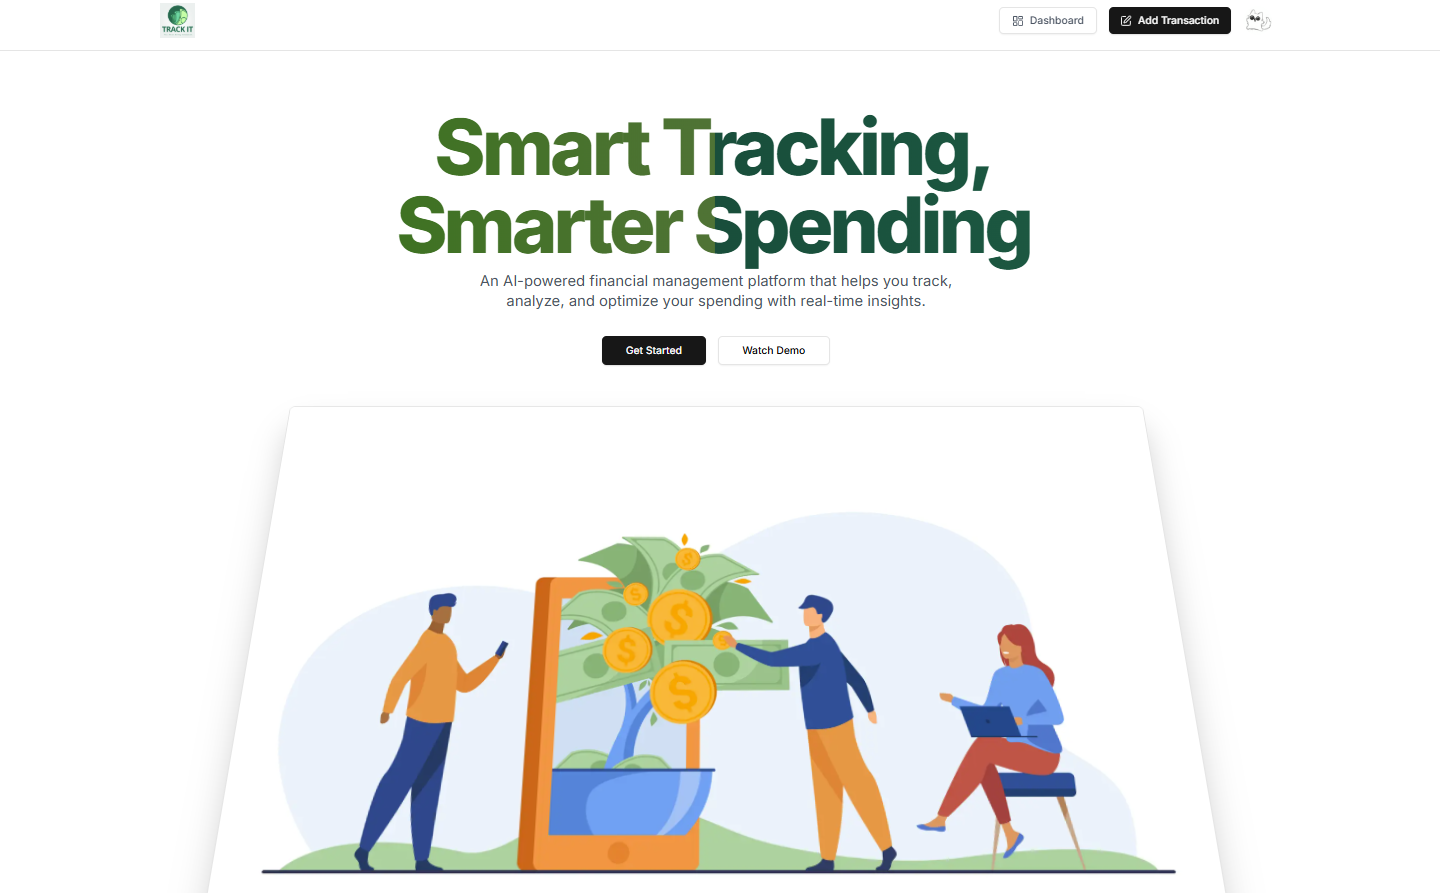 TRACK IT
Dashboard
Add Transaction
Smart Tracking,
Smarter Spending
An AI-powered financial management platform that helps you track,
analyze, and optimize your spending with real-time insights.
Get Started
Watch Demo
$
$
$
$
$
$